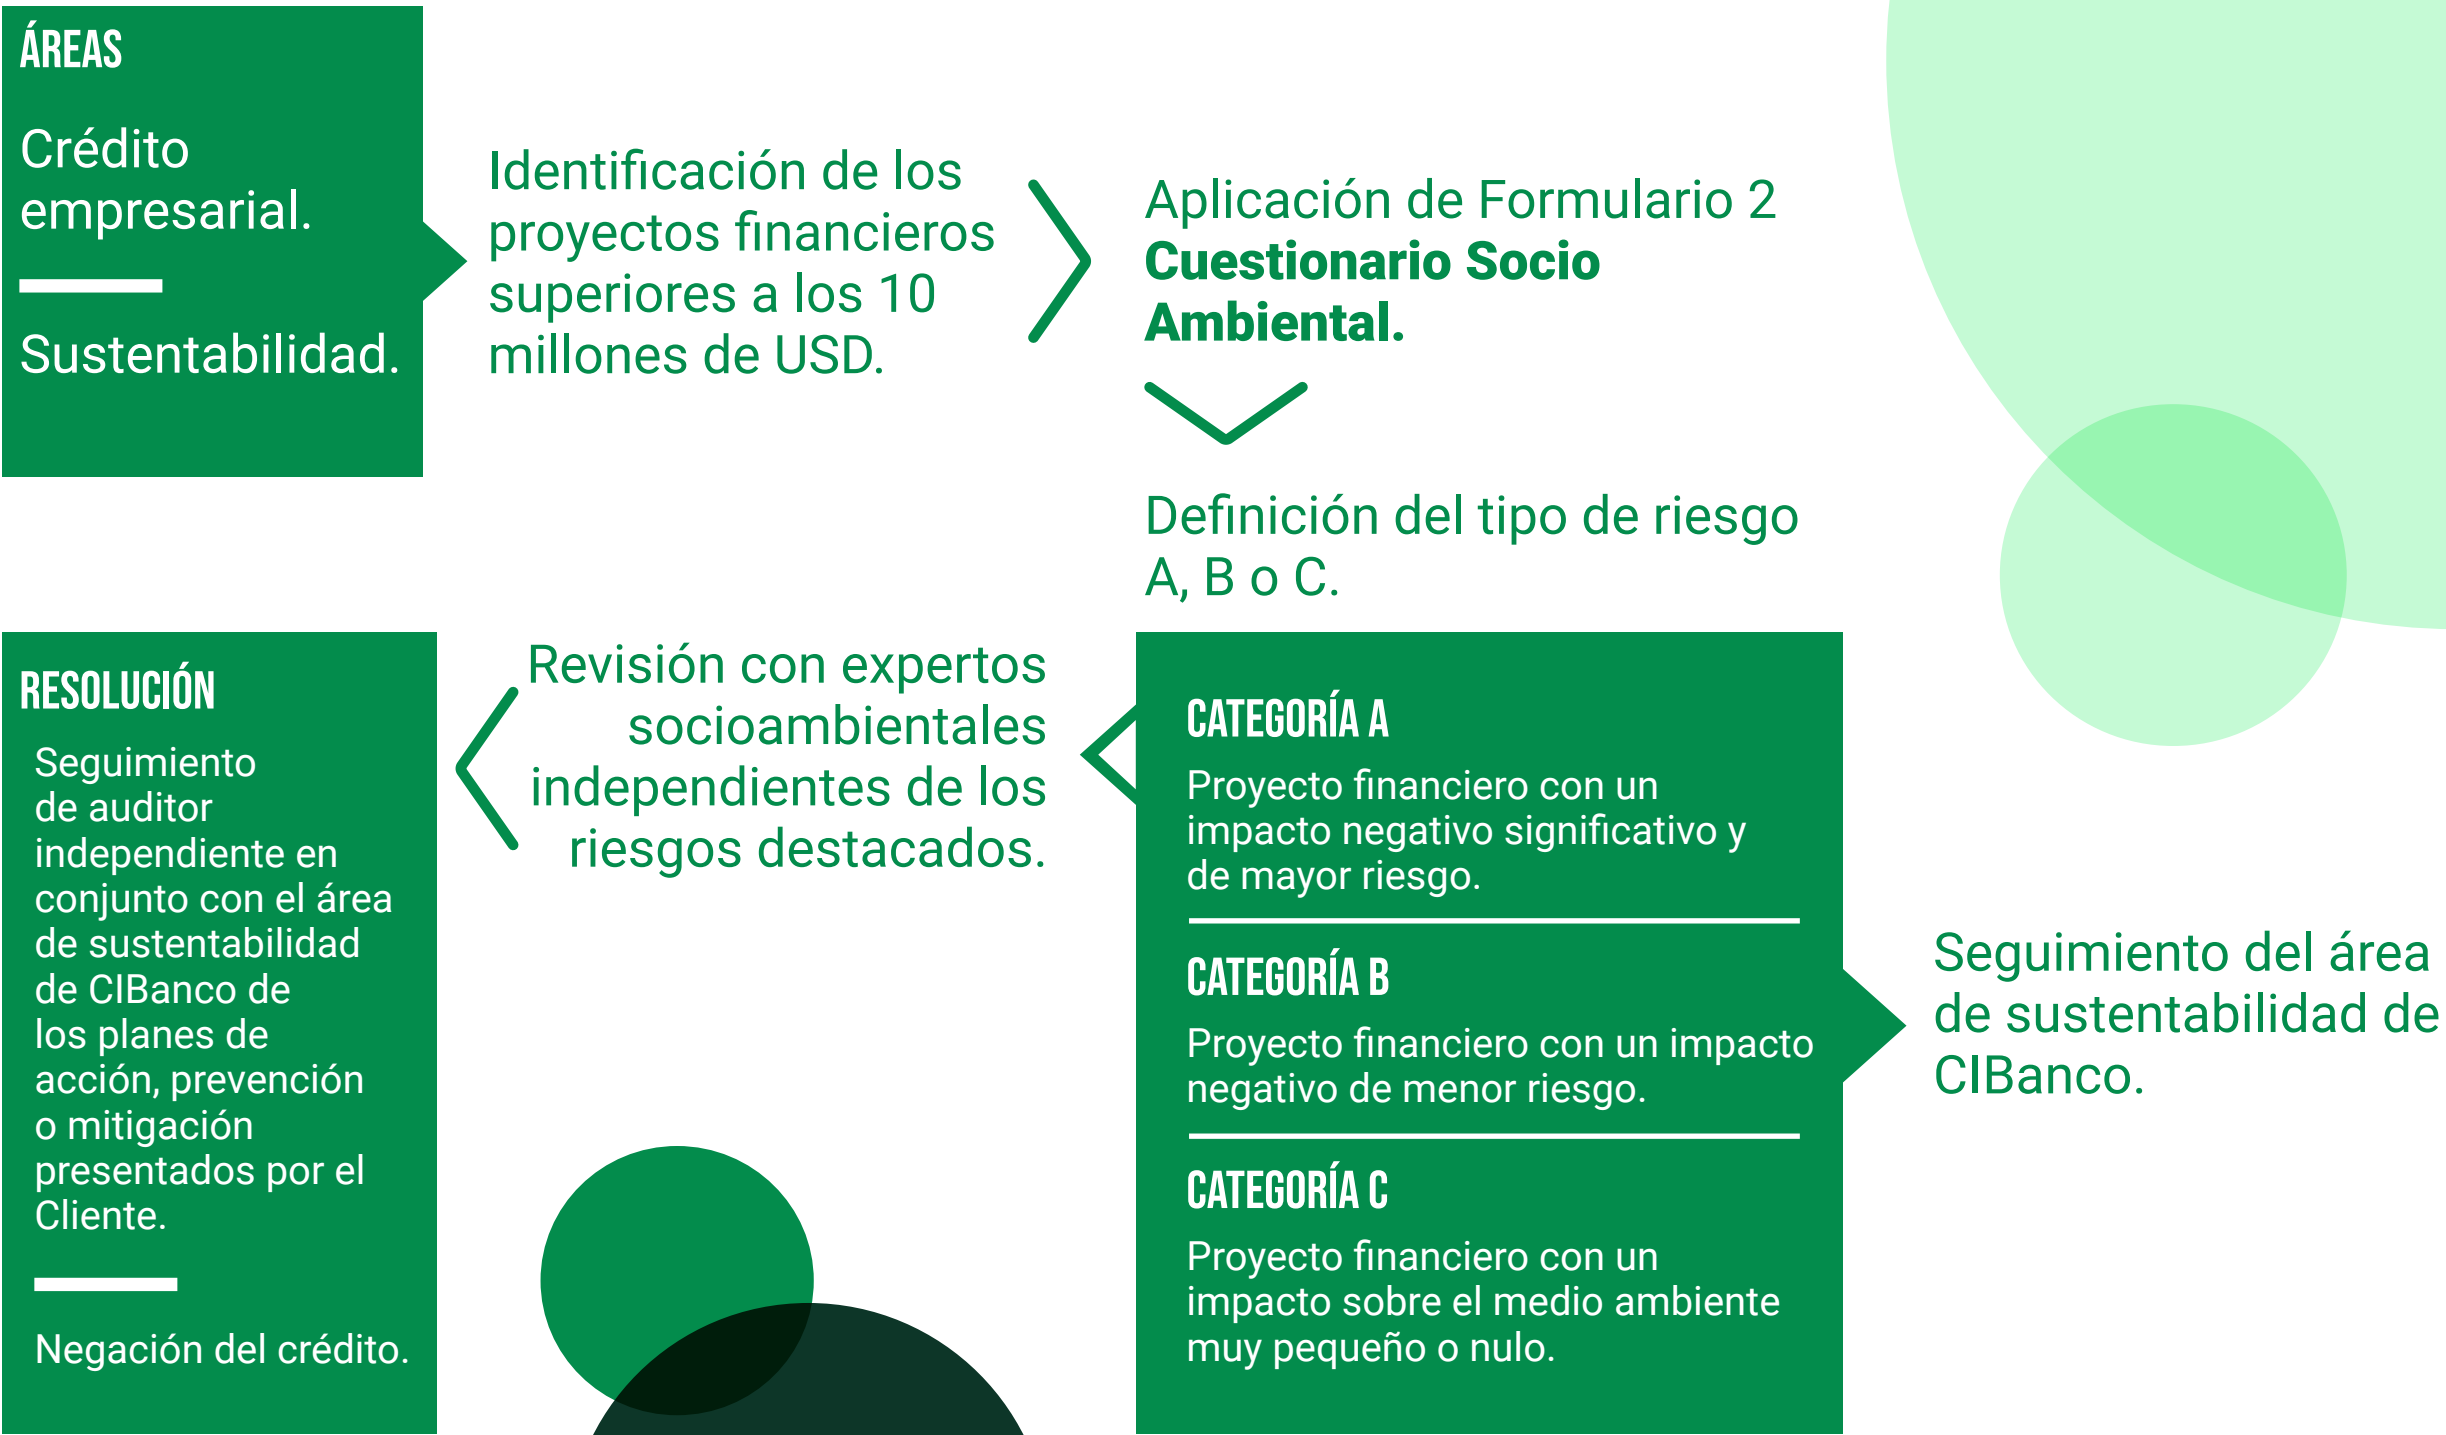 ÁREAS
Crédito
empresarial.
Sustentabilidad.
Identificación de los
proyectos financieros
superiores a los 10
millones de USD.
Aplicación de Formulario 2
Cuestionario Socio
Ambiental.
Definición del tipo de riesgo
A, B o C.
CATEGORÍA A
Proyecto financiero con un
impacto negativo significativo y
de mayor riesgo.
CATEGORÍA B
Proyecto financiero con un impacto
negativo de menor riesgo.
CATEGORÍA C
Proyecto financiero con un
impacto sobre el medio ambiente
muy pequeño o nulo.
Seguimiento del área
de sustentabilidad de
CIBanco.
Revisión con expertos
socioambientales
independientes de los
riesgos destacados.
RESOLUCIÓN
Seguimiento
de auditor
independiente en
conjunto con el área
de sustentabilidad
de CIBanco de
los planes de
acción, prevención
o mitigación
presentados por el
Cliente.
Negación del crédito.